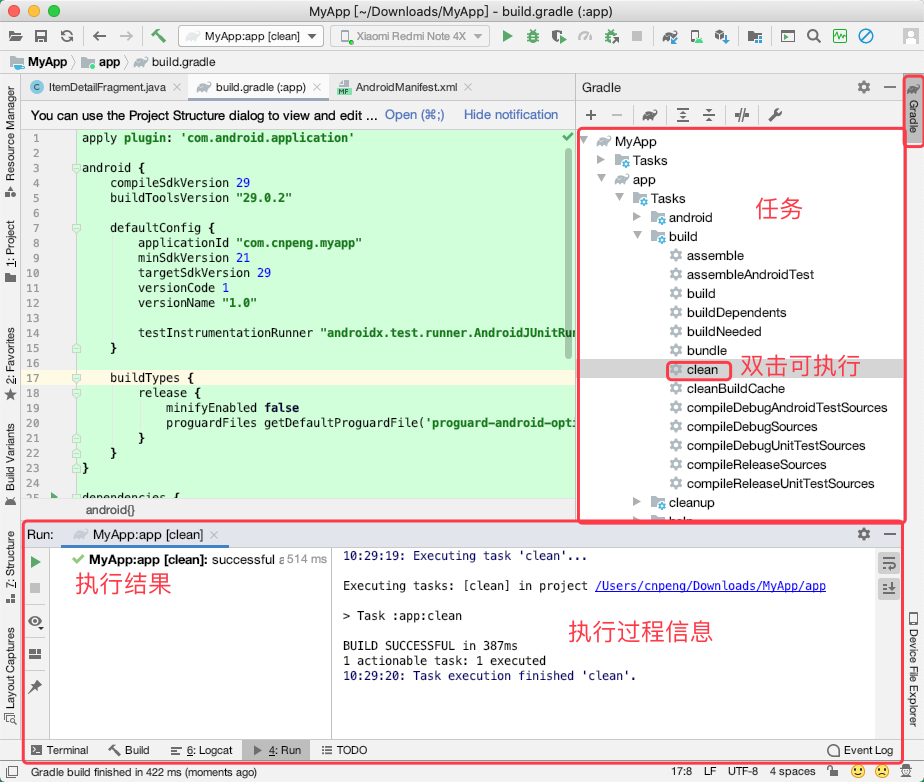 MyApp [~/Downloads/MyApp] - build.gradle (:app)
MyApp:app [clean]
Xiaomi Redmi Note 4X
MyApp
app
build.gradle
ItemDetailFragment.java
build.gradle (:app)
AndroidManifest.xml
Gradle
You can use the Project Structure dialog to view and edit ...
Open (⌘;)
Hide notification
1 apply plugin: 'com.android.application'
2
3 android {
4 compileSdkVersion 29
5 buildToolsVersion "29.0.2"
6
7 defaultConfig {
8 applicationId "com.cnpeng.myapp"
9 minSdkVersion 21
10 targetSdkVersion 29
11 versionCode 1
12 versionName "1.0"
13
14 testInstrumentationRunner "androidx.test.runner.AndroidJUnitRun
15 }
16
17 buildTypes {
18 release {
19 minifyEnabled false
20 proguardFiles getDefaultProguardFile('proguard-android-opti
21 }
22 }
23 }
24
25 dependencies {
android{}
MyApp
Tasks
app
Tasks
任务
android
build
assemble
assembleAndroidTest
build
buildDependents
buildNeeded
bundle
clean
双击可执行
cleanBuildCache
compileDebugAndroidTestSources
compileDebugSources
compileDebugUnitTestSources
compileReleaseSources
compileReleaseUnitTestSources
cleanup
help
Resource Manager
1: Project
2: Favorites
Build Variants
7: Structure
Layout Captures
Gradle
Device File Explorer
Run:
MyApp:app [clean]
MyApp:app [clean]: successful a 514 ms
执行结果
10:29:19: Executing task 'clean'...
Executing tasks: [clean] in project /Users/cnpeng/Downloads/MyApp/app
> Task :app:clean
执行过程信息
BUILD SUCCESSFUL in 387ms
1 actionable task: 1 executed
10:29:20: Task execution finished 'clean'.
Terminal
Build
6: Logcat
4: Run
TODO
Event Log
Gradle build finished in 422 ms (moments ago)
17:8
LF
UTF-8
4 spaces